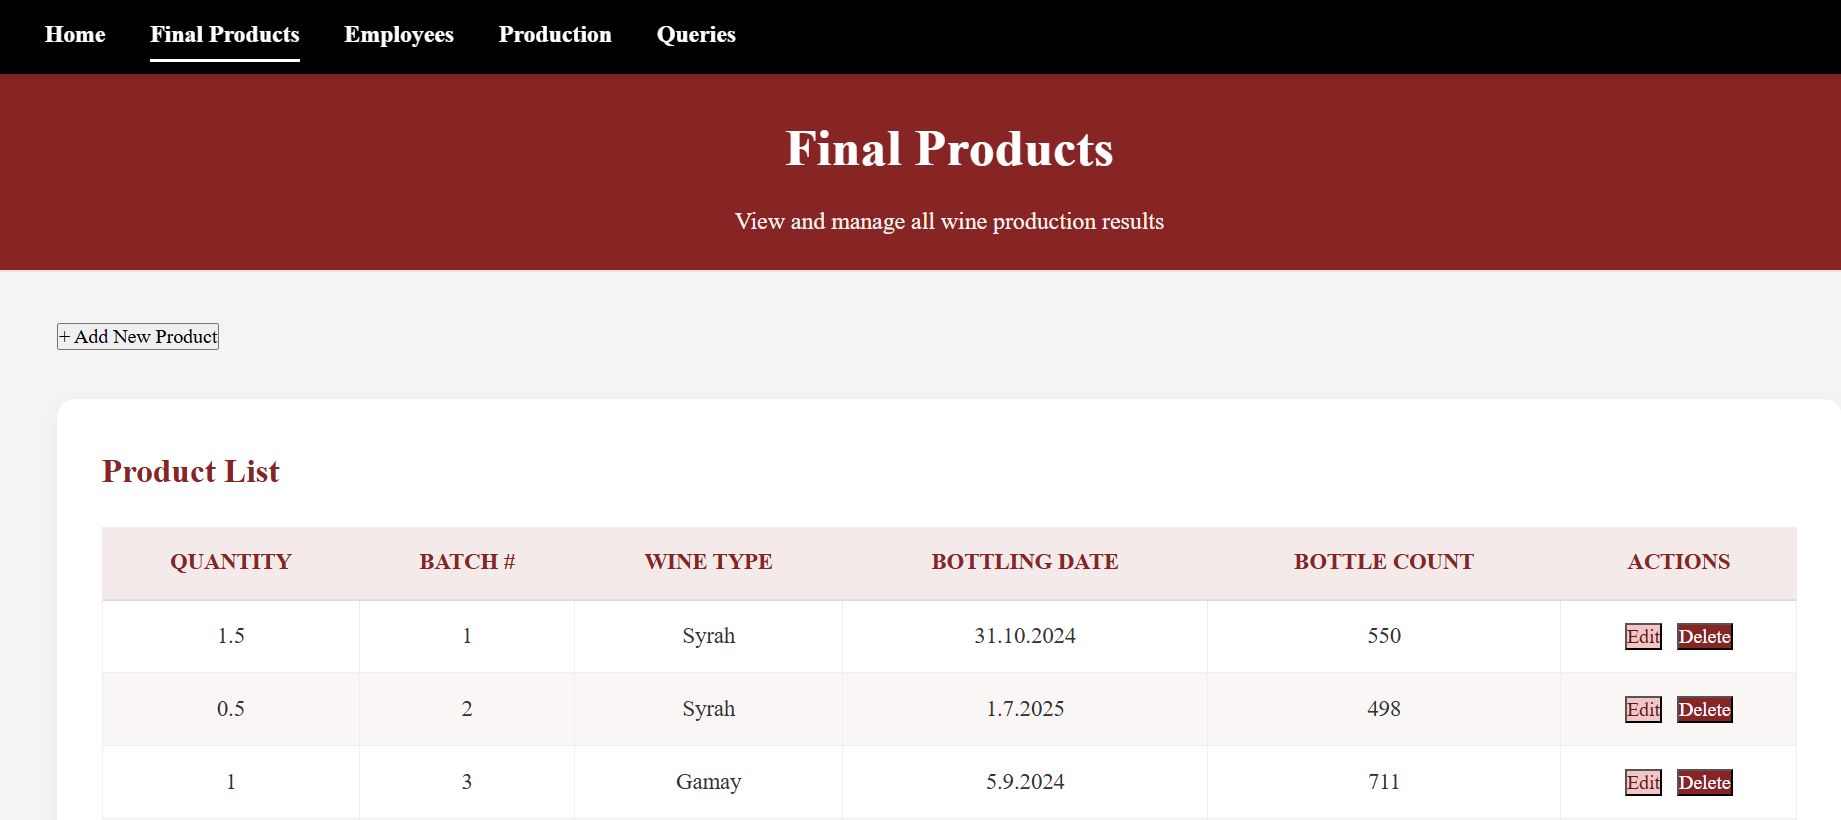 Home Final Products Employees Production Queries
Final Products
View and manage all wine production results
+ Add New Product
Product List
QUANTITY BATCH # WINE TYPE BOTTLING DATE BOTTLE COUNT ACTIONS
1.5 1 Syrah 31.10.2024 550 Edit Delete
0.5 2 Syrah 1.7.2025 498 Edit Delete
1 3 Gamay 5.9.2024 711 Edit Delete